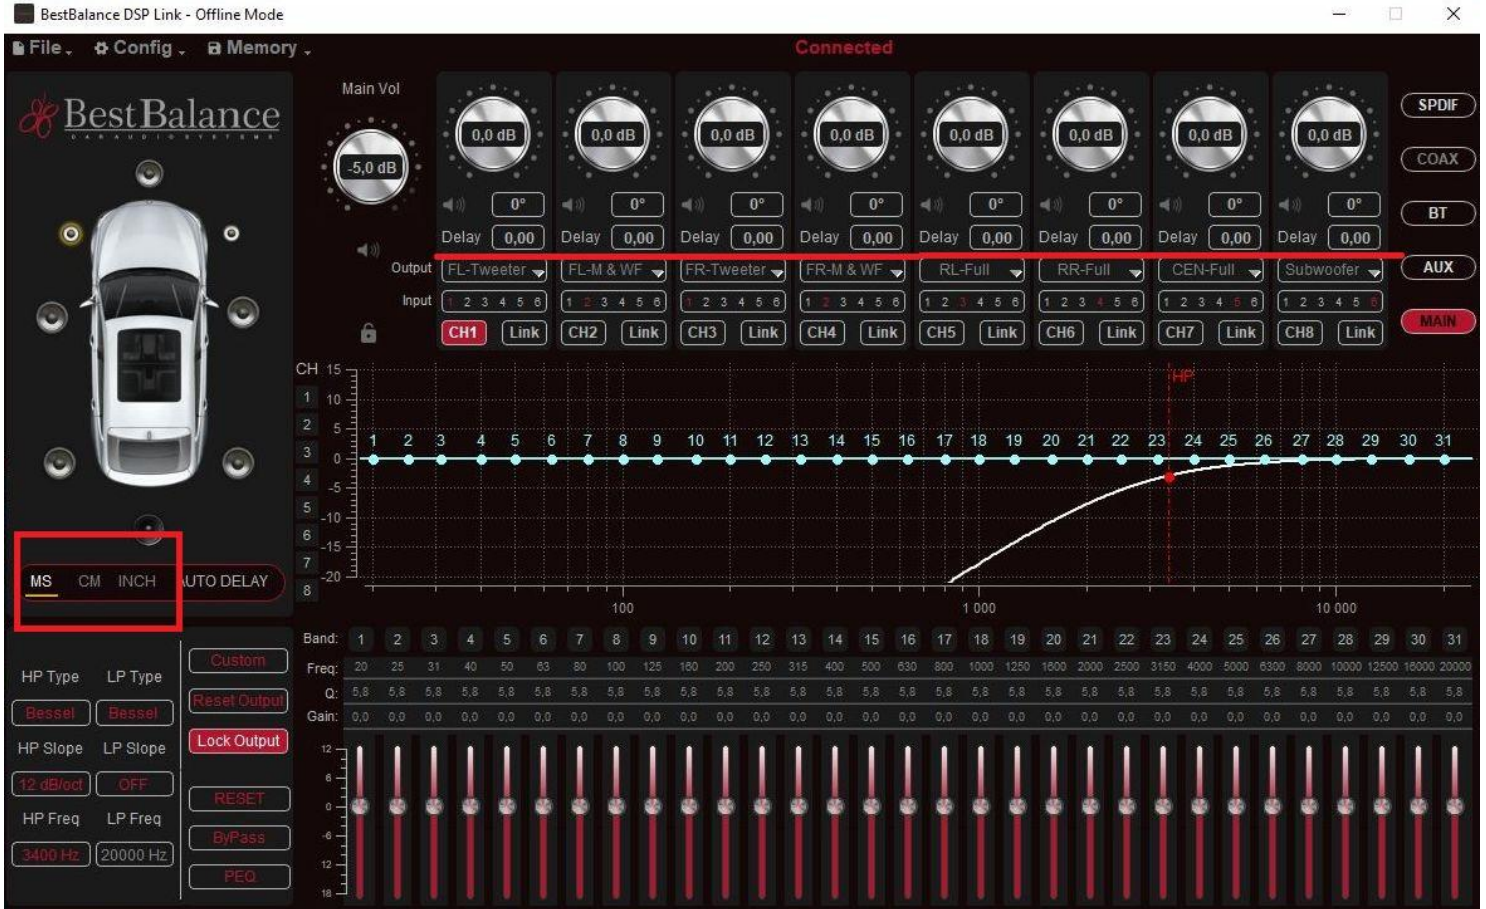 BestBalance DSP Link - Offline Mode
File Config Memory Connected
BestBalance
CAR AUDIO SYSTEMS
Main Vol
-5,0 dB
0,0 dB 0,0 dB 0,0 dB 0,0 dB 0,0 dB 0,0 dB 0,0 dB 0,0 dB
0° 0° 0° 0° 0° 0° 0° 0°
Delay 0,00 Delay 0,00 Delay 0,00 Delay 0,00 Delay 0,00 Delay 0,00 Delay 0,00 Delay 0,00
Output FL-Tweeter FL-M & WF FR-Tweeter FR-M & WF RL-Full RR-Full CEN-Full Subwoofer
Input 1 2 3 4 5 6 1 2 3 4 5 6 1 2 3 4 5 6 1 2 3 4 5 6 1 2 3 4 5 6 1 2 3 4 5 6 1 2 3 4 5 6 1 2 3 4 5 6
CH1 Link CH2 Link CH3 Link CH4 Link CH5 Link CH6 Link CH7 Link CH8 Link
SPDIF
COAX
BT
AUX
MAIN
CH
1
2
3
4
5
6
7
8
15
10
5
0
-5
-10
-15
-20
HP
1 2 3 4 5 6 7 8 9 10 11 12 13 14 15 16 17 18 19 20 21 22 23 24 25 26 27 28 29 30 31
100 1 000 10 000
MS CM INCH AUTO DELAY
HP Type LP Type
Bessel Bessel
HP Slope LP Slope
12 dB/oct OFF
HP Freq LP Freq
3400 Hz 20000 Hz
Custom
Reset Output
Lock Output
RESET
ByPass
PEQ
Band: 1 2 3 4 5 6 7 8 9 10 11 12 13 14 15 16 17 18 19 20 21 22 23 24 25 26 27 28 29 30 31
Freq: 20 25 31 40 50 63 80 100 125 160 200 250 315 400 500 630 800 1000 1250 1600 2000 2500 3150 4000 5000 6300 8000 10000 12500 16000 20000
Q: 5,8 5,8 5,8 5,8 5,8 5,8 5,8 5,8 5,8 5,8 5,8 5,8 5,8 5,8 5,8 5,8 5,8 5,8 5,8 5,8 5,8 5,8 5,8 5,8 5,8 5,8 5,8 5,8 5,8 5,8 5,8
Gain: 0,0 0,0 0,0 0,0 0,0 0,0 0,0 0,0 0,0 0,0 0,0 0,0 0,0 0,0 0,0 0,0 0,0 0,0 0,0 0,0 0,0 0,0 0,0 0,0 0,0 0,0 0,0 0,0 0,0 0,0 0,0
12
6
0
-6
12
18